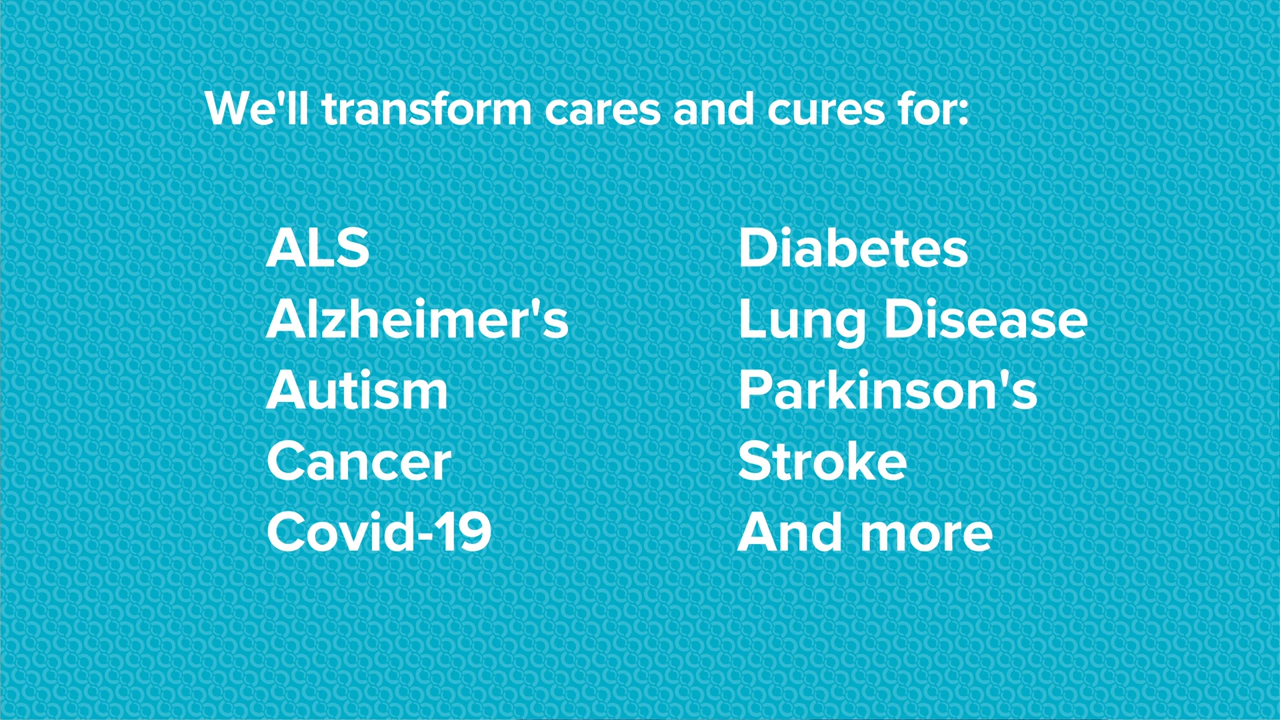 We'll transform cares and cures for:
ALS
Alzheimer's
Autism
Cancer
Covid-19
Diabetes
Lung Disease
Parkinson's
Stroke
And more